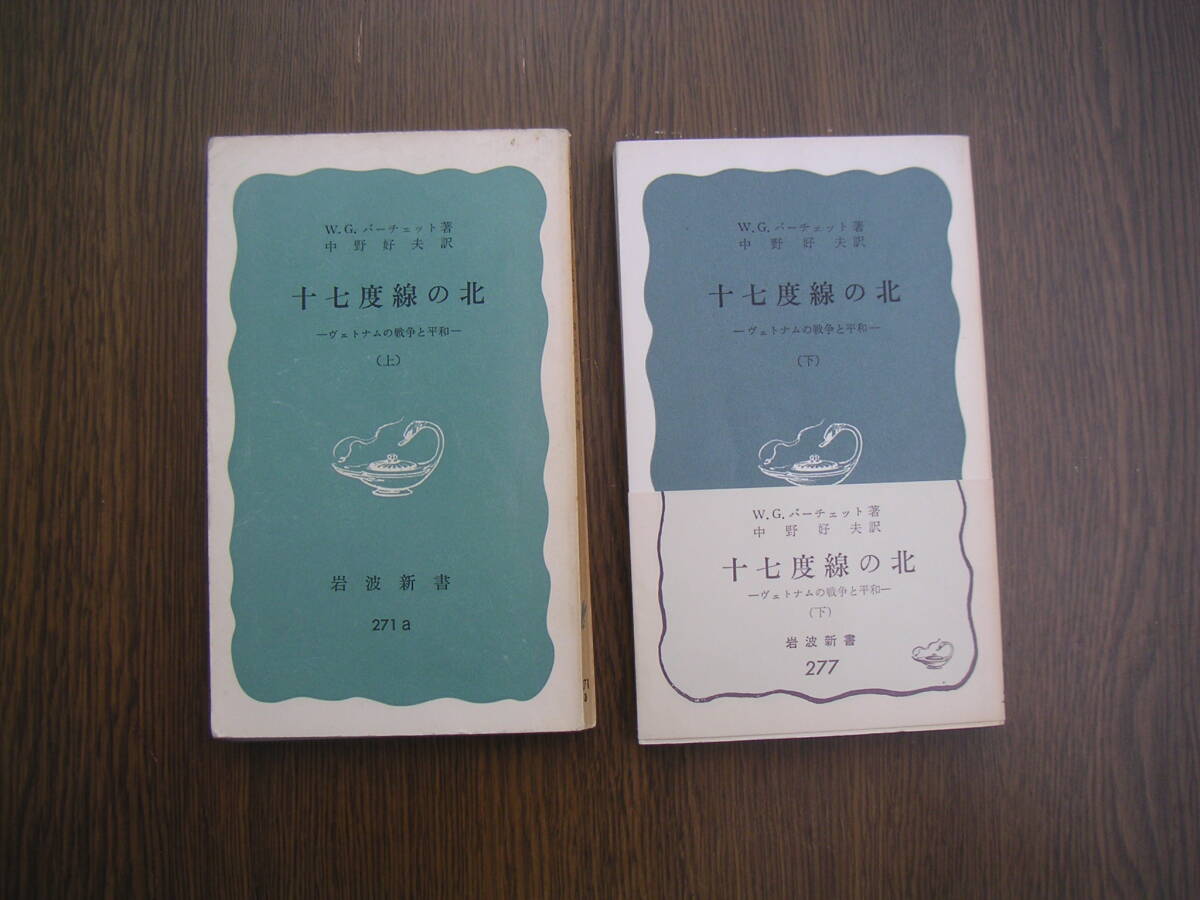 W.G.バーチェット著
中野好夫訳
十七度線の北
―ヴェトナムの戦争と平和―
(上)
岩波新書
271a
W.G.バーチェット著
中野好夫訳
十七度線の北
―ヴェトナムの戦争と平和―
(下)
W.G.バーチェット著
中野好夫訳
十七度線の北
―ヴェトナムの戦争と平和―
(下)
岩波新書
277